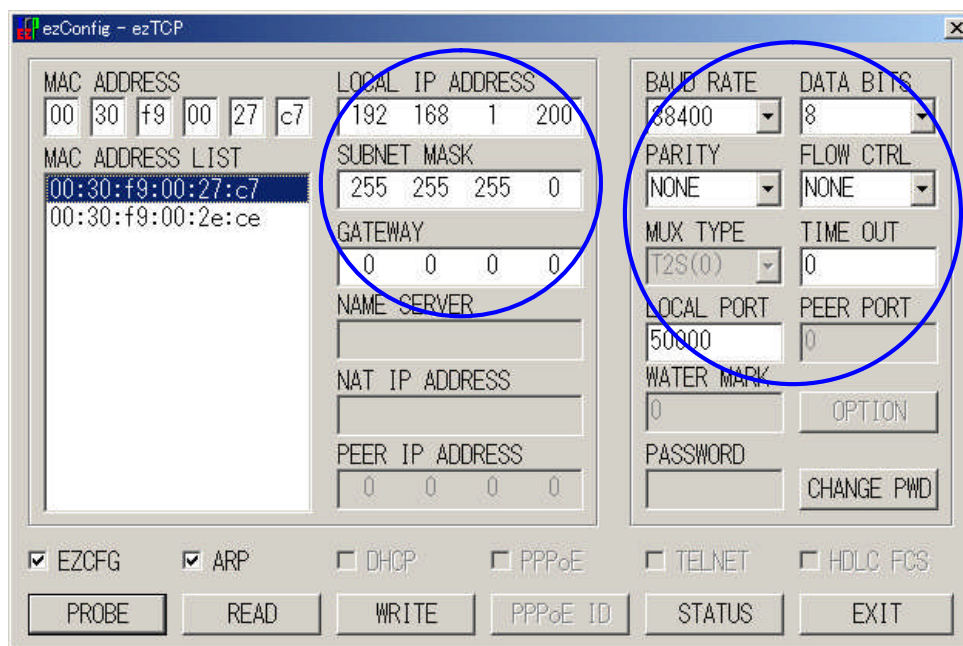 ezConfig - ezTCP
MAC ADDRESS
00 30 f9 00 27 c7
MAC ADDRESS LIST
00:30:f9:00:27:c7
00:30:f9:00:2e:ce
LOCAL IP ADDRESS
192 168 1 200
SUBNET MASK
255 255 255 0
GATEWAY
0 0 0 0
NAME SERVER
NAT IP ADDRESS
PEER IP ADDRESS
0 0 0 0
BAUD RATE DATA BITS
38400 8
PARITY FLOW CTRL
NONE NONE
MUX TYPE TIME OUT
T2S(0) 0
LOCAL PORT PEER PORT
50000 0
WATER MARK
0 OPTION
PASSWORD
CHANGE PWD
EZCFG ARP DHCP PPPoE TELNET HDLC FCS
PROBE READ WRITE PPPoE ID STATUS EXIT